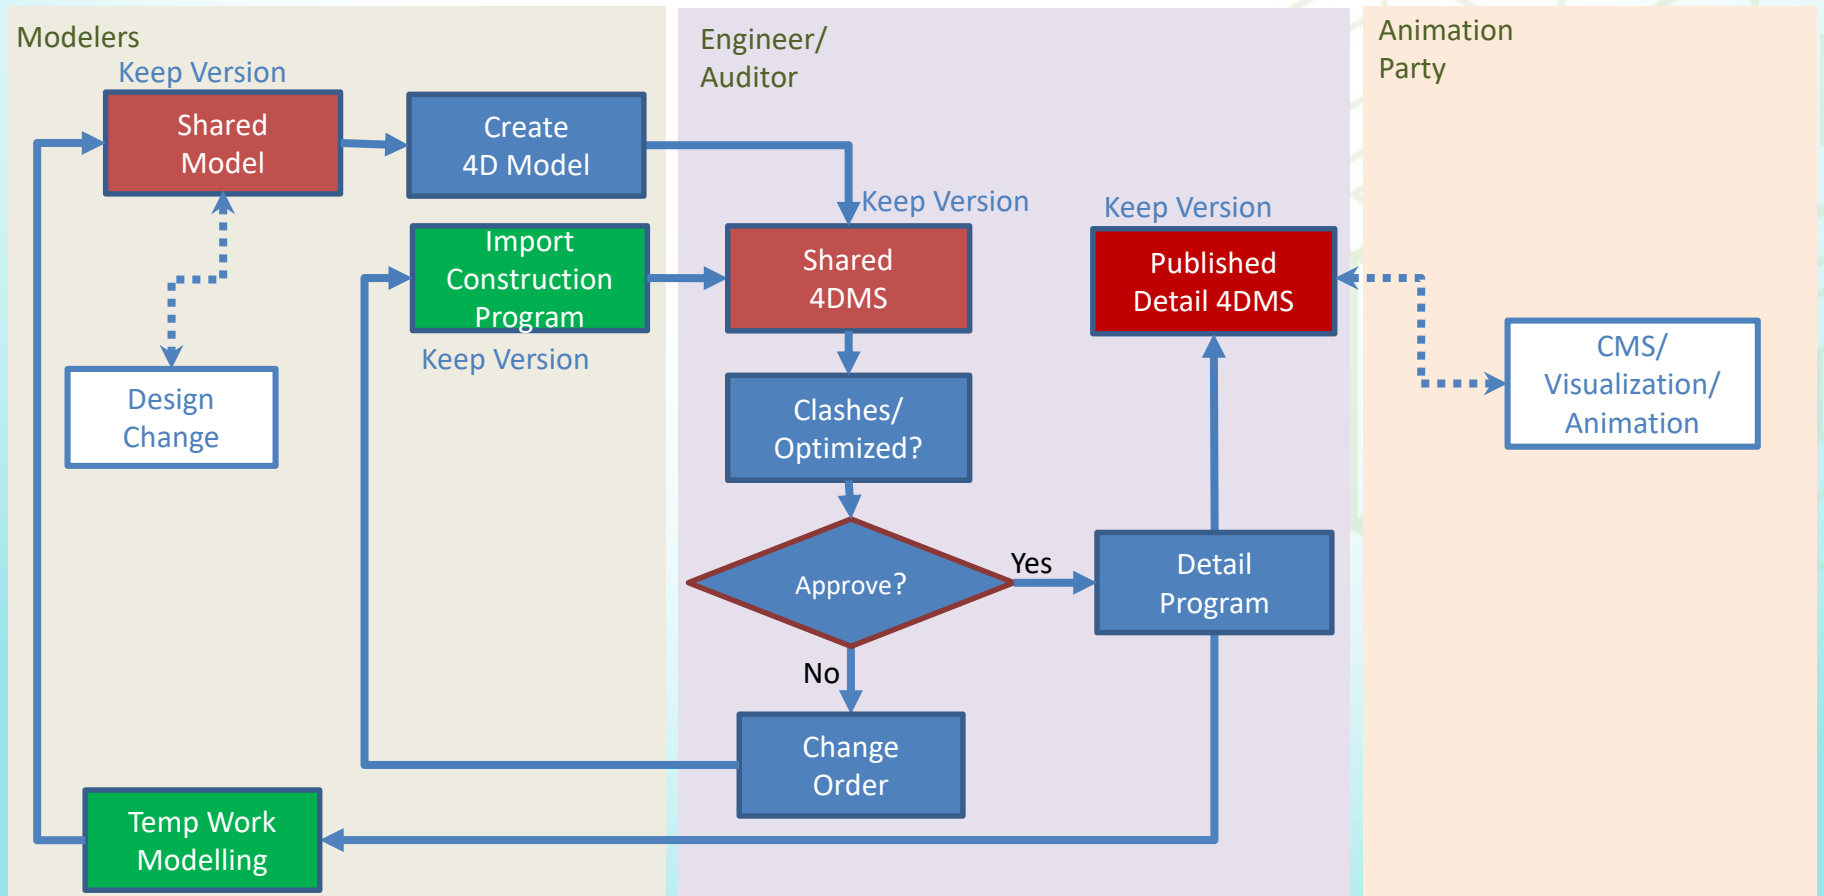 Modelers
Keep Version
Shared
Model
Create
4D Model
Import
Construction
Program
Keep Version
Design
Change
Temp Work
Modelling
Engineer/
Auditor
Keep Version
Shared
4DMS
Keep Version
Published
Detail 4DMS
Clashes/
Optimized?
Approve?
Yes
No
Detail
Program
Change
Order
Animation
Party
CMS/
Visualization/
Animation